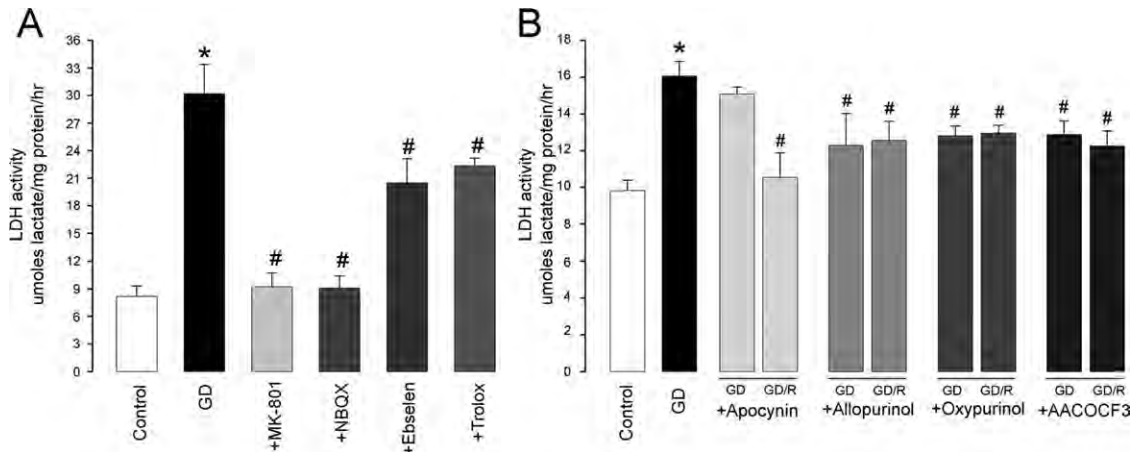 A
LDH activity
umoles lactate/mg protein/hr
36
33
30
27
24
21
18
15
12
9
6
3
0
*
#
#
#
#
Control
GD
+MK-801
+NBQX
+Ebselen
+Trolox
B
LDH activity
umoles lactate/mg protein/hr
18
16
14
12
10
8
6
4
2
0
*
#
#
#
#
#
#
#
Control
GD
GD GD/R GD GD/R GD GD/R GD GD/R
+Apocynin +Allopurinol +Oxypurinol +AACOCF3